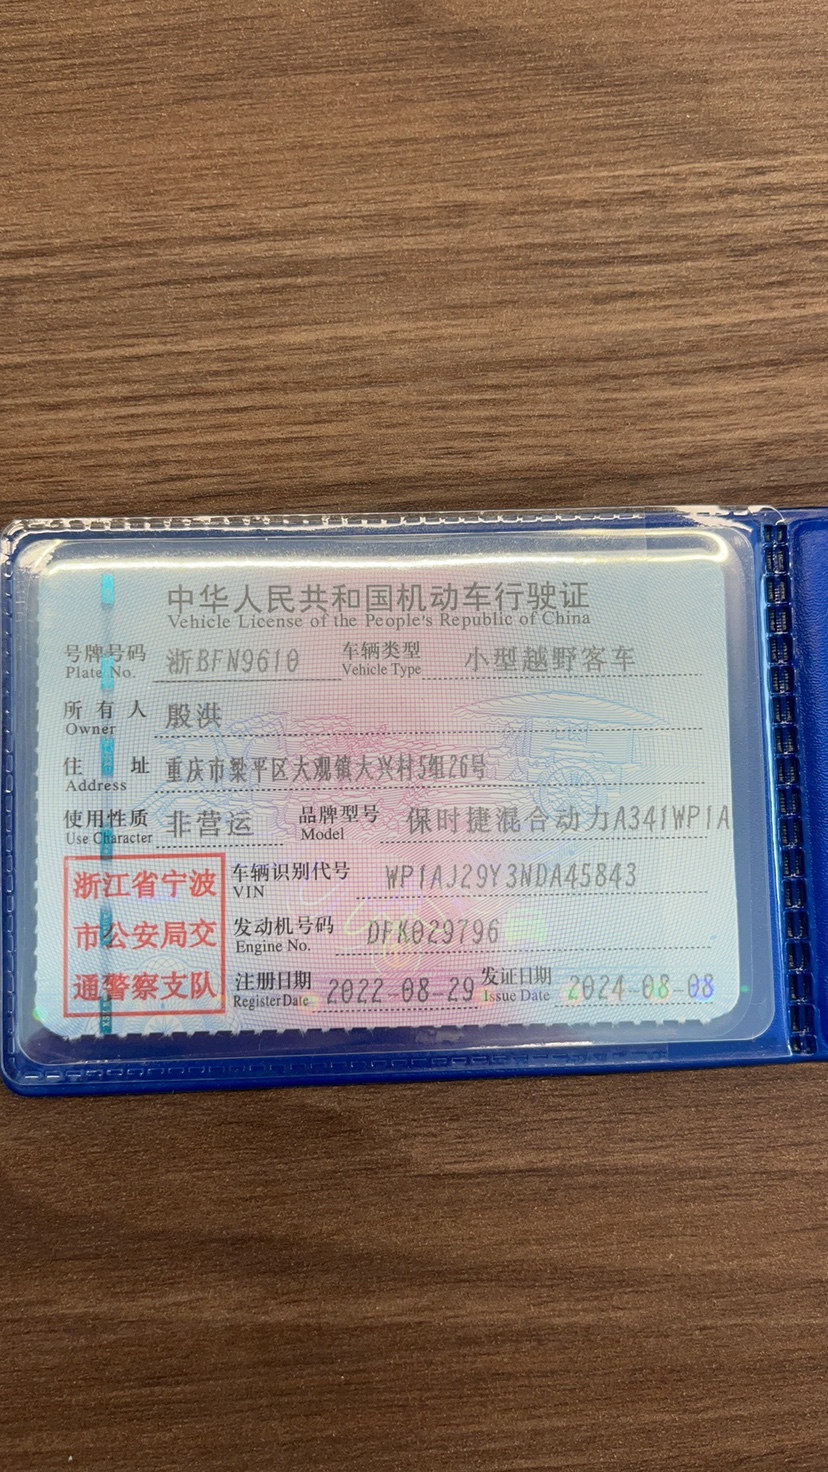 中华人民共和国机动车行驶证
Vehicle License of the People's Republic of China
号牌号码 浙BFN9610 车辆类型 小型越野客车
Plate No. Vehicle Type
所有人 殷洪
Owner
住址 重庆市梁平区大观镇大兴村5组26号
Address
使用性质 非营运 品牌型号 保时捷混合动力A341WP1A
Use Character Model
浙江省宁波
市公安局交
通警察支队
车辆识别代号 WP1AJ29Y3NDA45843
VIN
发动机号码 DFK029796
Engine No.
注册日期 2022-08-29 发证日期 2024-08-08
Register Date Issue Date